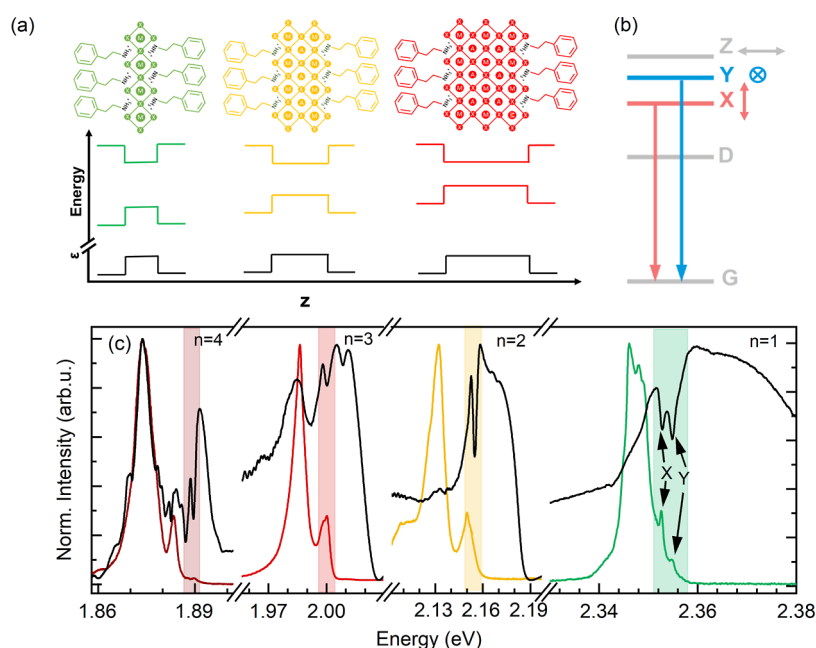 (a)
(b)
X M A NH₃
Energy
ε
z
Z
Y
X
D
G
(c)
n=4
n=3
n=2
n=1
X
Y
Norm. Intensity (arb.u.)
1.86
1.89
1.97
2.00
2.13
2.16
2.19
2.34
2.36
2.38
Energy (eV)